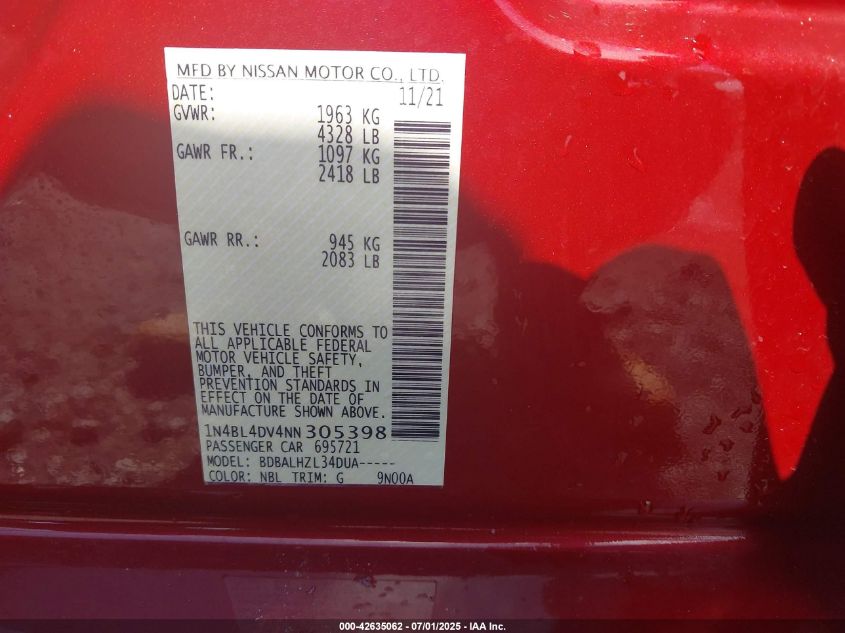 MFD BY NISSAN MOTOR CO., LTD.
DATE: 11/21
GVWR: 1963 KG
4328 LB
GAWR FR.: 1097 KG
2418 LB
GAWR RR.: 945 KG
2083 LB
THIS VEHICLE CONFORMS TO
ALL APPLICABLE FEDERAL
MOTOR VEHICLE SAFETY,
BUMPER, AND THEFT
PREVENTION STANDARDS IN
EFFECT ON THE DATE OF
MANUFACTURE SHOWN ABOVE.
1N4BL4DV4NN305398
PASSENGER CAR 695721
MODEL: BDBALHZL34DUA-----
COLOR: NBL TRIM: G 9N00A
000-42635062 - 07/01/2025 - IAA Inc.